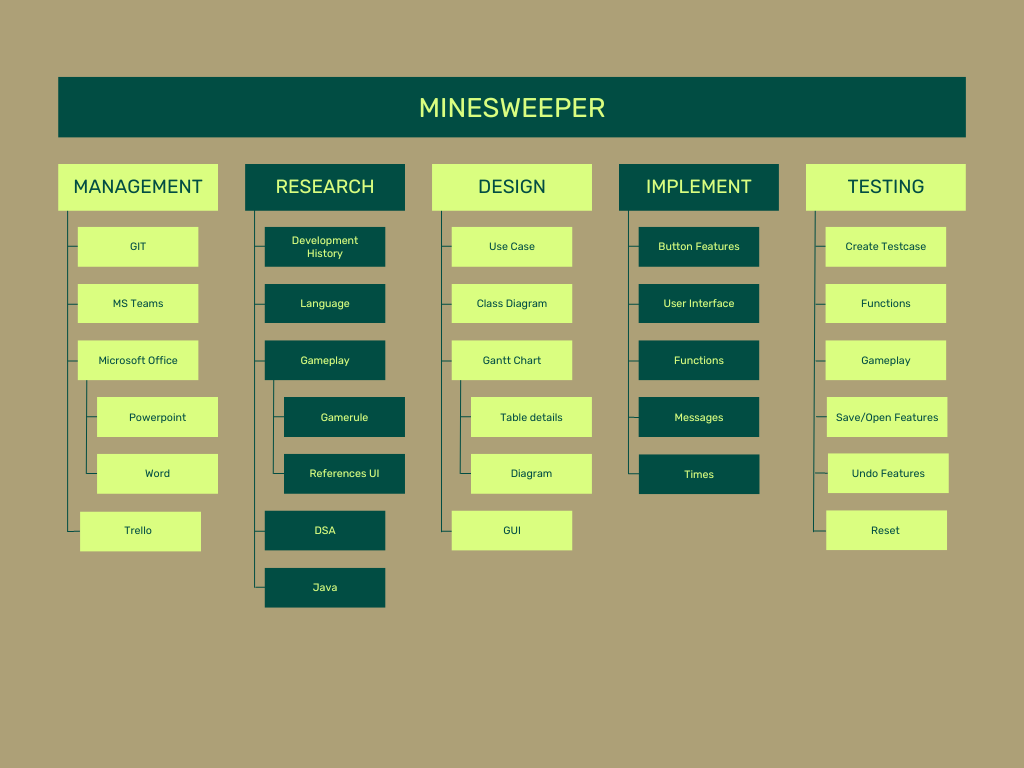 MINESWEEPER
MANAGEMENT
GIT
MS Teams
Microsoft Office
Powerpoint
Word
Trello
RESEARCH
Development
History
Language
Gameplay
Gamerule
References UI
DSA
Java
DESIGN
Use Case
Class Diagram
Gantt Chart
Table details
Diagram
GUI
IMPLEMENT
Button Features
User Interface
Functions
Messages
Times
TESTING
Create Testcase
Functions
Gameplay
Save/Open Features
Undo Features
Reset